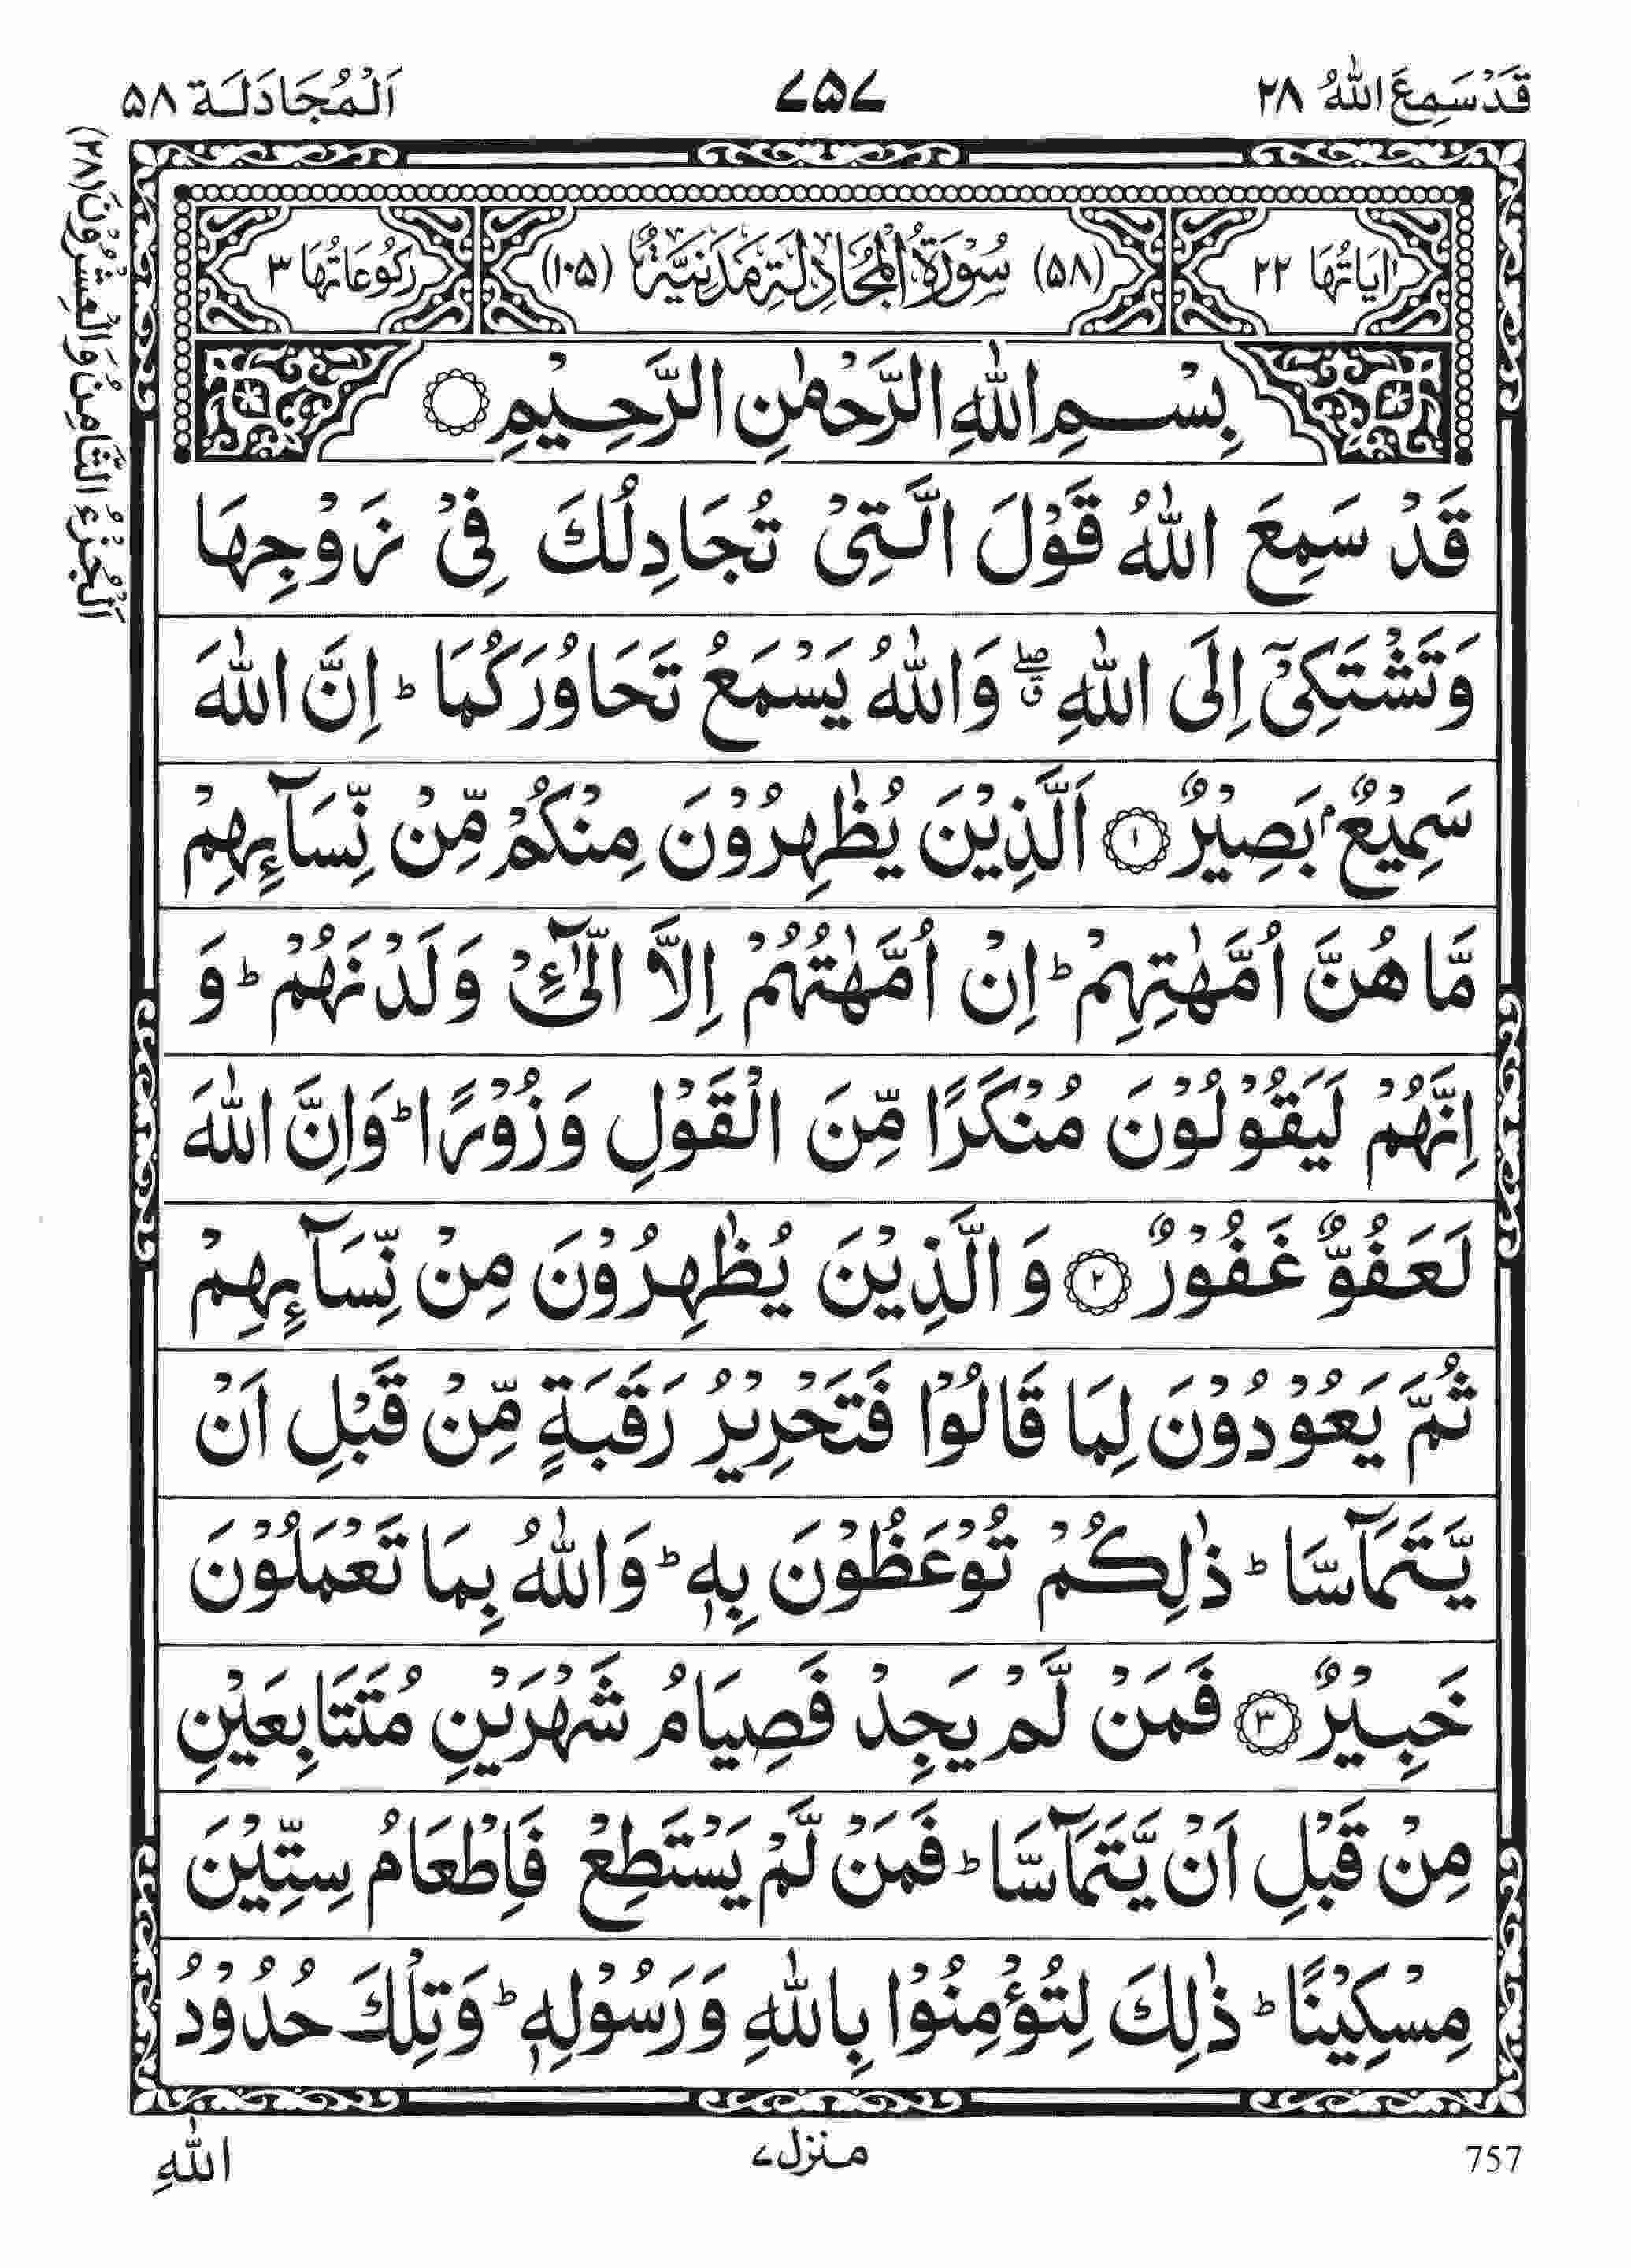 قَدْ سَمِعَ اللّٰهُ ٢٨
٧٥٧
اَلْمُجَادَلَة ٥٨
اَلْجُزْءُ الثَّامِنُ وَالْعِشْرُوْنَ (٢٨)
اٰيَاتُهَا ٢٢
(٥٨) سُوْرَةُ الْمُجَادِلَةِ مَدَنِيَّةٌ (١٠٥)
رُكُوْعَاتُهَا ٣
بِسْمِ اللّٰهِ الرَّحْمٰنِ الرَّحِيْمِ
قَدْ سَمِعَ اللّٰهُ قَوْلَ الَّتِيْ تُجَادِلُكَ فِيْ زَوْجِهَا
وَتَشْتَكِيْٓ اِلَى اللّٰهِ ۖ وَاللّٰهُ يَسْمَعُ تَحَاوُرَكُمَا ؕ اِنَّ اللّٰهَ
سَمِيْعٌۢ بَصِيْرٌ ۝١ اَلَّذِيْنَ يُظٰهِرُوْنَ مِنْكُمْ مِّنْ نِّسَآءِهِمْ
مَّا هُنَّ اُمَّهٰتِهِمْ ؕ اِنْ اُمَّهٰتُهُمْ اِلَّا الّٰٓـِٔيْ وَلَدْنَهُمْ ؕ وَ
اِنَّهُمْ لَيَقُوْلُوْنَ مُنْكَرًا مِّنَ الْقَوْلِ وَزُوْرًا ؕ وَاِنَّ اللّٰهَ
لَعَفُوٌّ غَفُوْرٌ ۝٢ وَالَّذِيْنَ يُظٰهِرُوْنَ مِنْ نِّسَآءِهِمْ
ثُمَّ يَعُوْدُوْنَ لِمَا قَالُوْا فَتَحْرِيْرُ رَقَبَةٍ مِّنْ قَبْلِ اَنْ
يَّتَمَآسَّا ؕ ذٰلِكُمْ تُوْعَظُوْنَ بِهٖ ؕ وَاللّٰهُ بِمَا تَعْمَلُوْنَ
خَبِيْرٌ ۝٣ فَمَنْ لَّمْ يَجِدْ فَصِيَامُ شَهْرَيْنِ مُتَتَابِعَيْنِ
مِنْ قَبْلِ اَنْ يَّتَمَآسَّا ؕ فَمَنْ لَّمْ يَسْتَطِعْ فَاِطْعَامُ سِتِّيْنَ
مِسْكِيْنًا ؕ ذٰلِكَ لِتُؤْمِنُوْا بِاللّٰهِ وَرَسُوْلِهٖ ؕ وَتِلْكَ حُدُوْدُ
757
منزل ٧
اللّٰهِ